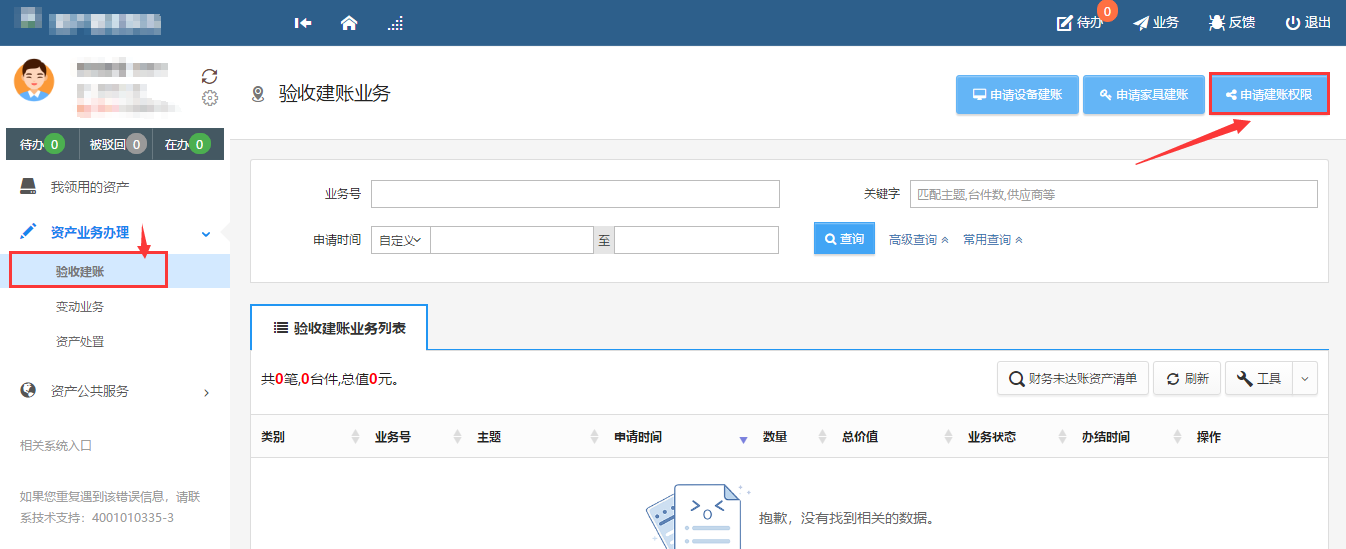 待办 0 业务 反馈 退出
待办 0 被驳回 0 在办 0
验收建账业务
申请设备建账 申请家具建账 申请建账权限
我领用的资产
资产业务办理
验收建账
变动业务
资产处置
资产公共服务
相关系统入口
如果您重复遇到该错误信息，请联
系技术支持：4001010335-3
业务号 关键字 匹配主题,台件数,供应商等
申请时间 自定义 至 查询 高级查询 常用查询
验收建账业务列表
共0笔,0台件,总值0元。 财务未达账资产清单 刷新 工具
类别 业务号 主题 申请时间 数量 总价值 业务状态 办结时间 操作
抱歉，没有找到相关的数据。